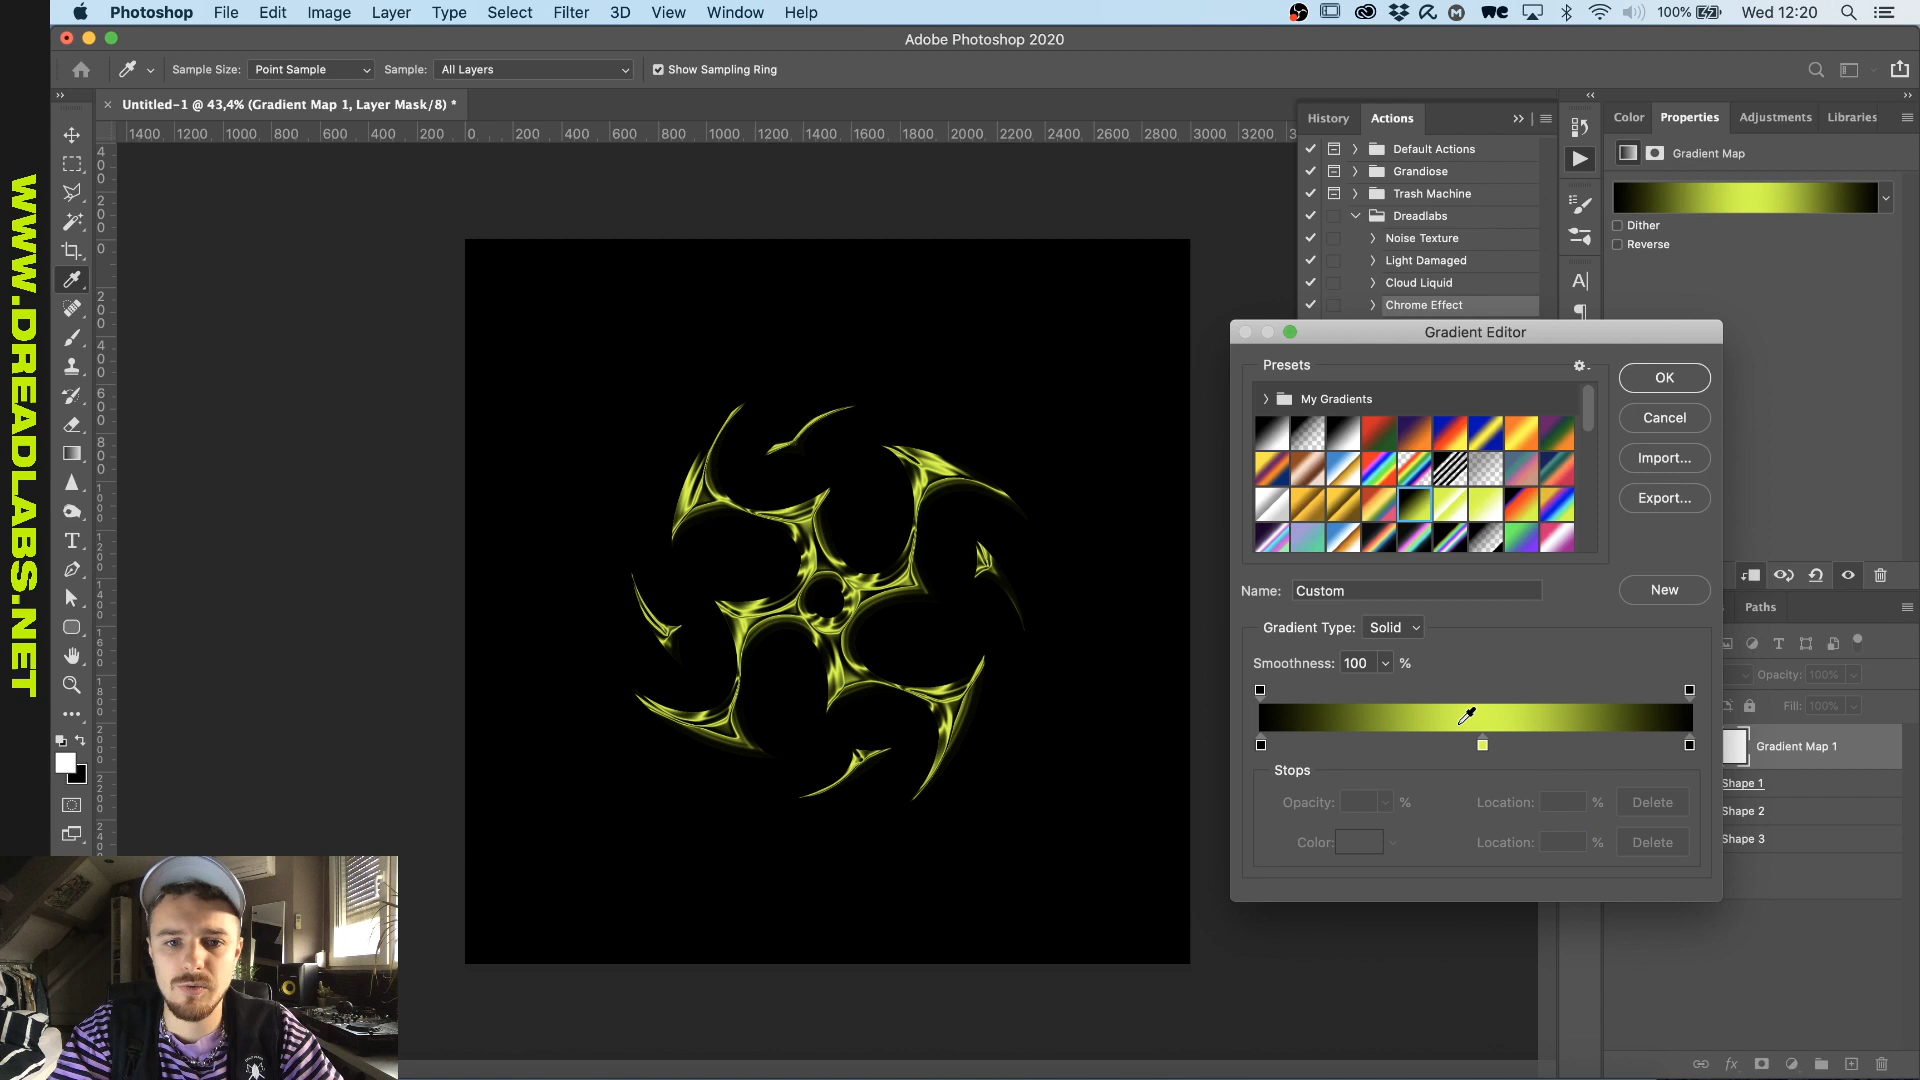 Photoshop File Edit Image Layer Type Select Filter 3D View Window Help 100% Wed 12:20
Adobe Photoshop 2020
Sample Size: Point Sample Sample: All Layers Show Sampling Ring
Untitled-1 @ 43,4% (Gradient Map 1, Layer Mask/8) *
1400 1200 1000 800 600 400 200 0 200 400 600 800 1000 1200 1400 1600 1800 2000 2200 2400 2600 2800 3000 3200
WWW.DREADLABS.NET
History Actions
Default Actions
Grandiose
Trash Machine
Dreadlabs
Noise Texture
Light Damaged
Cloud Liquid
Chrome Effect
Color Properties Adjustments Libraries
Gradient Map
Dither
Reverse
Gradient Editor
Presets
My Gradients
OK
Cancel
Import...
Export...
Name: Custom
New
Gradient Type: Solid
Smoothness: 100 %
Stops
Opacity: % Location: % Delete
Color: Location: % Delete
Paths
Opacity: 100%
Fill: 100%
Gradient Map 1
Shape 1
Shape 2
Shape 3